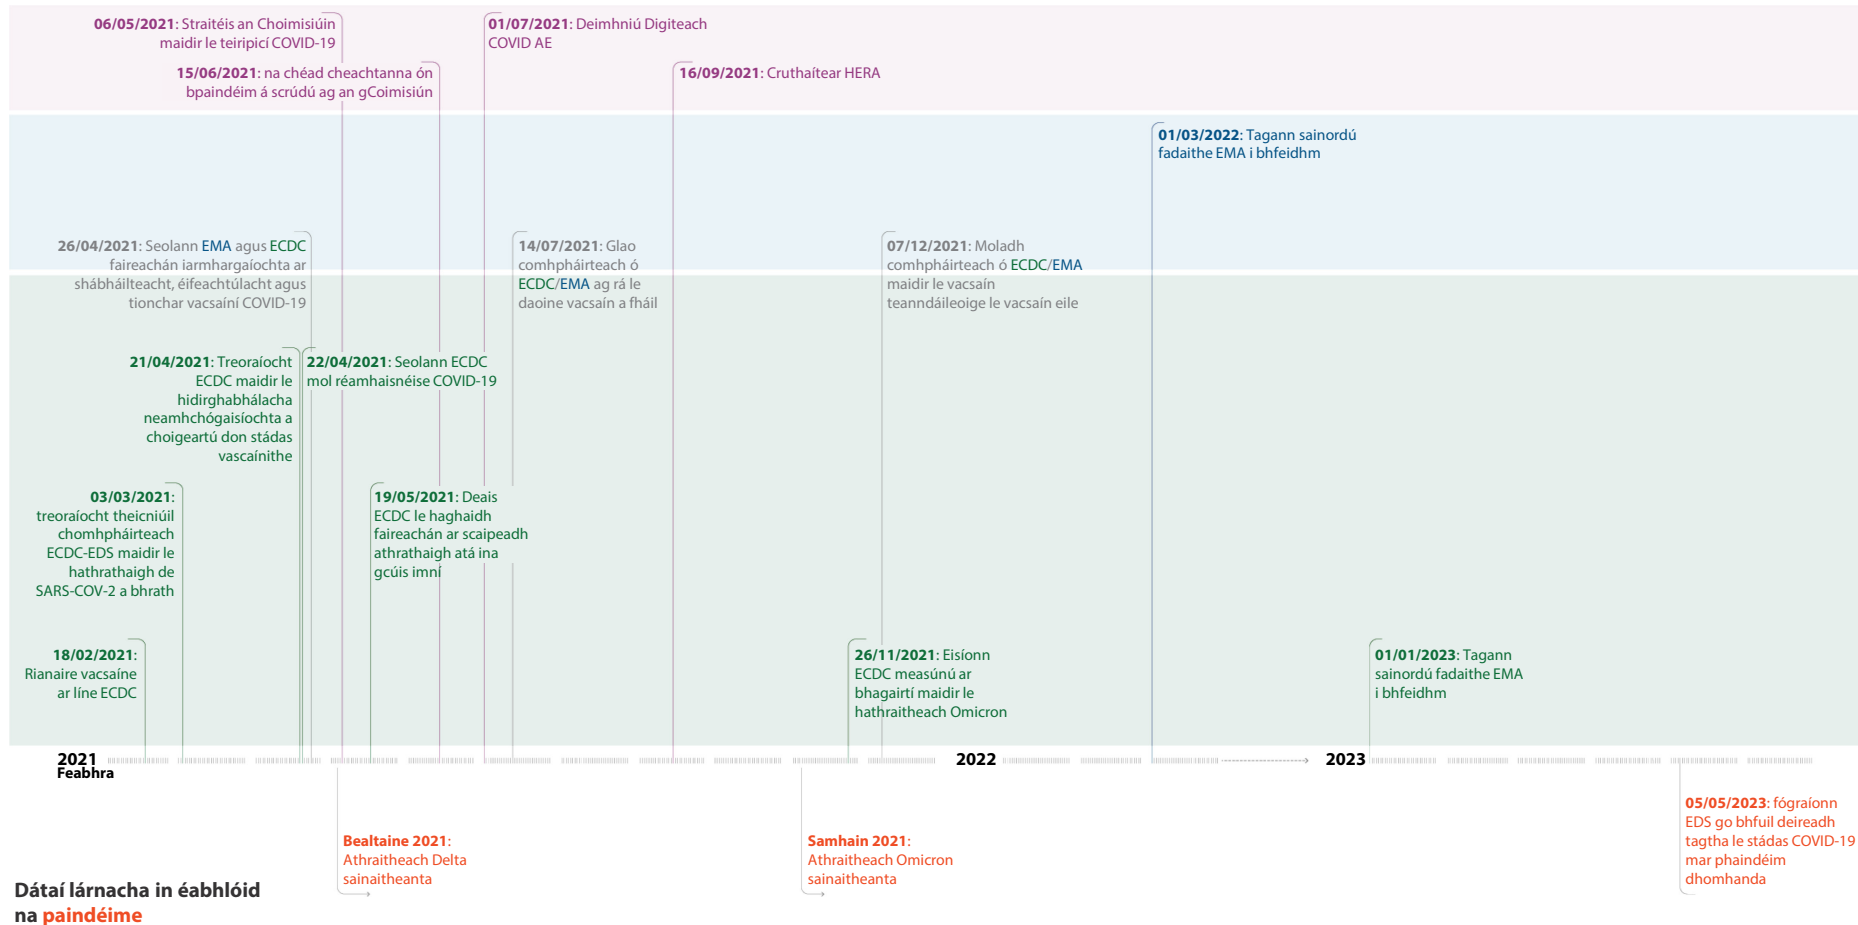 06/05/2021: Straitéis an Choimisiúin
maidir le teiripicí COVID-19
01/07/2021: Deimhniú Digiteach
COVID AE
15/06/2021: na chéad cheachtanna ón
bpaindéim á scrúdú ag an gCoimisiún
16/09/2021: Cruthaítear HERA
01/03/2022: Tagann sainordú
fadaithe EMA i bhfeidhm
26/04/2021: Seolann EMA agus ECDC
faireachán iarmhargaíochta ar
shábháilteacht, éifeachtúlacht agus
tionchar vacsaíní COVID-19
14/07/2021: Glao
comhpháirteach ó
ECDC/EMA ag rá le
daoine vacsaín a fháil
07/12/2021: Moladh
comhpháirteach ó ECDC/EMA
maidir le vacsaín
teanndáileoige le vacsaín eile
21/04/2021: Treoraíocht
ECDC maidir le
hidirghabhálacha
neamhchógaisíochta a
choigeartú don stádas
vascaínithe
22/04/2021: Seolann ECDC
mol réamhaisnéise COVID-19
03/03/2021:
treoraíocht theicniúil
chomhpháirteach
ECDC-EDS maidir le
hathrathaigh de
SARS-COV-2 a bhrath
19/05/2021: Deais
ECDC le haghaidh
faireachán ar scaipeadh
athrathaigh atá ina
gcúis imní
18/02/2021:
Rianaire vacsaíne
ar líne ECDC
26/11/2021: Eisíonn
ECDC measúnú ar
bhagairtí maidir le
hathraitheach Omicron
01/01/2023: Tagann
sainordú fadaithe EMA
i bhfeidhm
2021
Feabhra
2022
2023
Bealtaine 2021:
Athraitheach Delta
sainaitheanta
Samhain 2021:
Athraitheach Omicron
sainaitheanta
05/05/2023: fógraíonn
EDS go bhfuil deireadh
tagtha le stádas COVID-19
mar phaindéim
dhomhanda
Dátaí lárnacha in éabhlóid
na paindéime